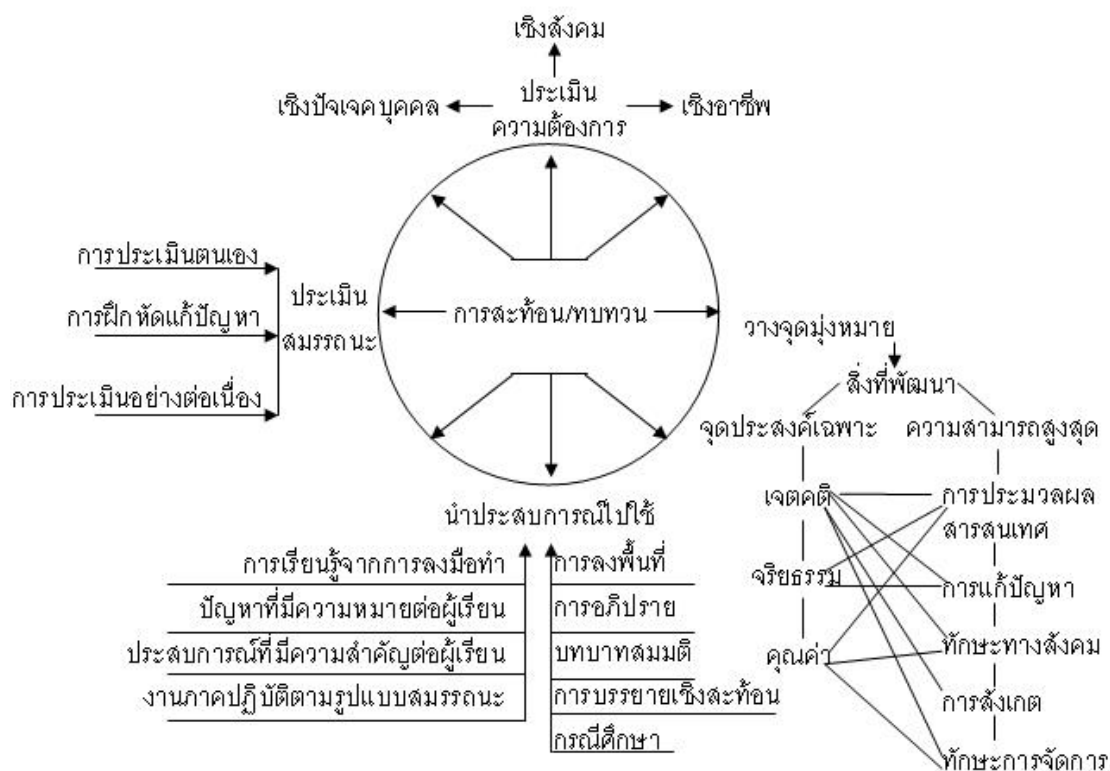 เชิงสังคม
เชิงปัจเจคบุคคล
ประเมิน
ความต้องการ
เชิงอาชีพ
การประเมินตนเอง
การฝึกหัดแก้ปัญหา
การประเมินอย่างต่อเนื่อง
ประเมิน
สมรรถนะ
การสะท้อน/ทบทวน
วางจุดมุ่งหมาย
สิ่งที่พัฒนา
จุดประสงค์เฉพาะ
ความสามารถสูงสุด
เจตคติ
จริยธรรม
คุณค่า
การประมวลผล
สารสนเทศ
การแก้ปัญหา
ทักษะทางสังคม
การสังเกต
ทักษะการจัดการ
นำประสบการณ์ไปใช้
การเรียนรู้จากการลงมือทำ
ปัญหาที่มีความหมายต่อผู้เรียน
ประสบการณ์ที่มีความสำคัญต่อผู้เรียน
งานภาคปฏิบัติตามรูปแบบสมรรถนะ
การลงพื้นที่
การอภิปราย
บทบาทสมมติ
การบรรยายเชิงสะท้อน
กรณีศึกษา